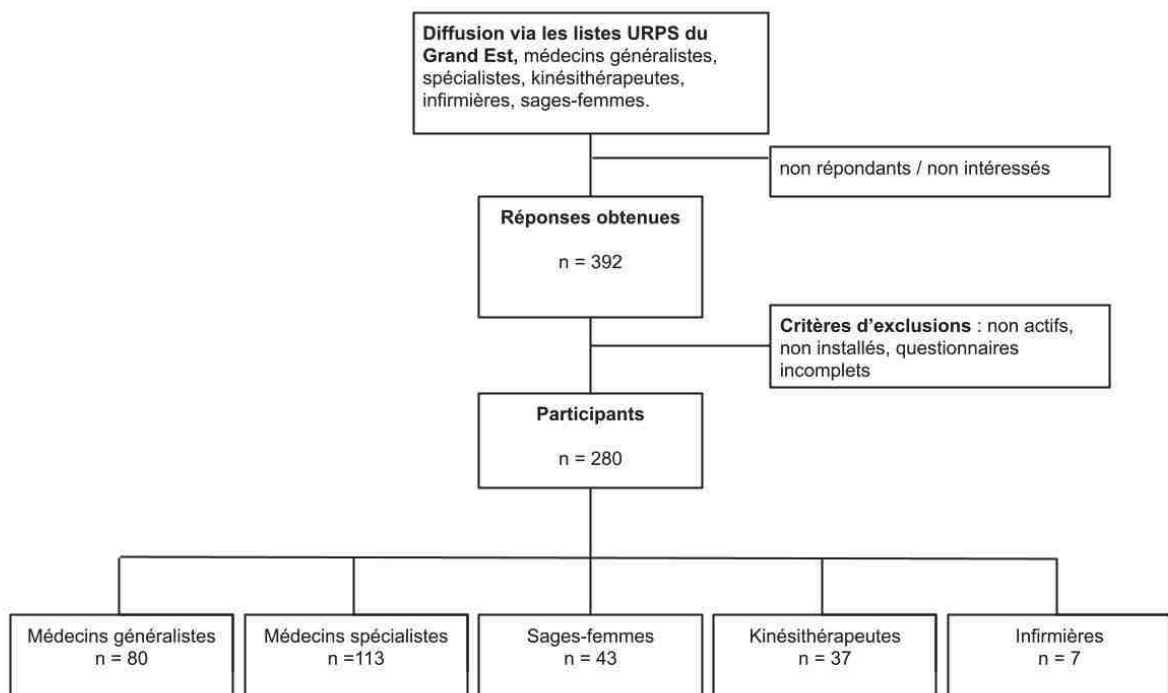 Diffusion via les listes URPS du
Grand Est, médecins généralistes,
spécialistes, kinésithérapeutes,
infirmières, sages-femmes.
non répondants / non intéressés
Réponses obtenues
n = 392
Critères d'exclusions : non actifs,
non installés, questionnaires
incomplets
Participants
n = 280
Médecins généralistes
n = 80
Médecins spécialistes
n =113
Sages-femmes
n = 43
Kinésithérapeutes
n = 37
Infirmières
n = 7